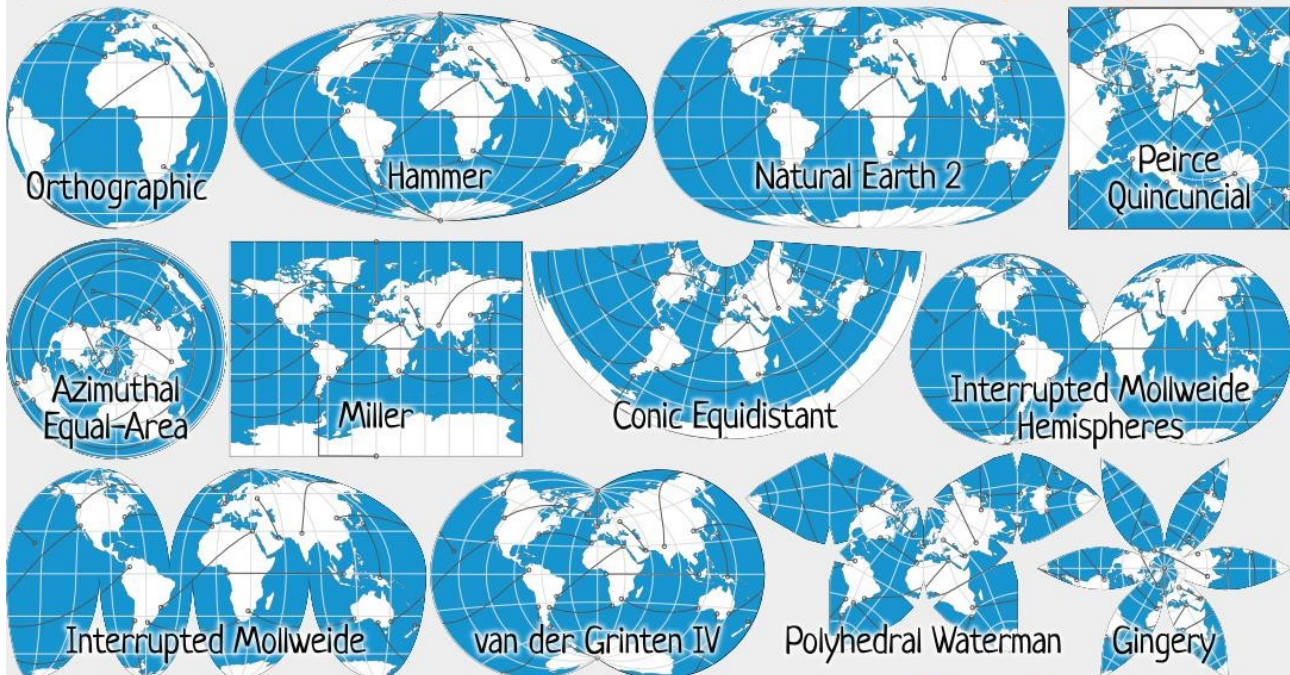 Orthographic
Hammer
Natural Earth 2
Peirce
Quincuncial
Azimuthal
Equal-Area
Miller
Conic Equidistant
Interrupted Mollweide
Hemispheres
Interrupted Mollweide
van der Grinten IV
Polyhedral Waterman
Gingery